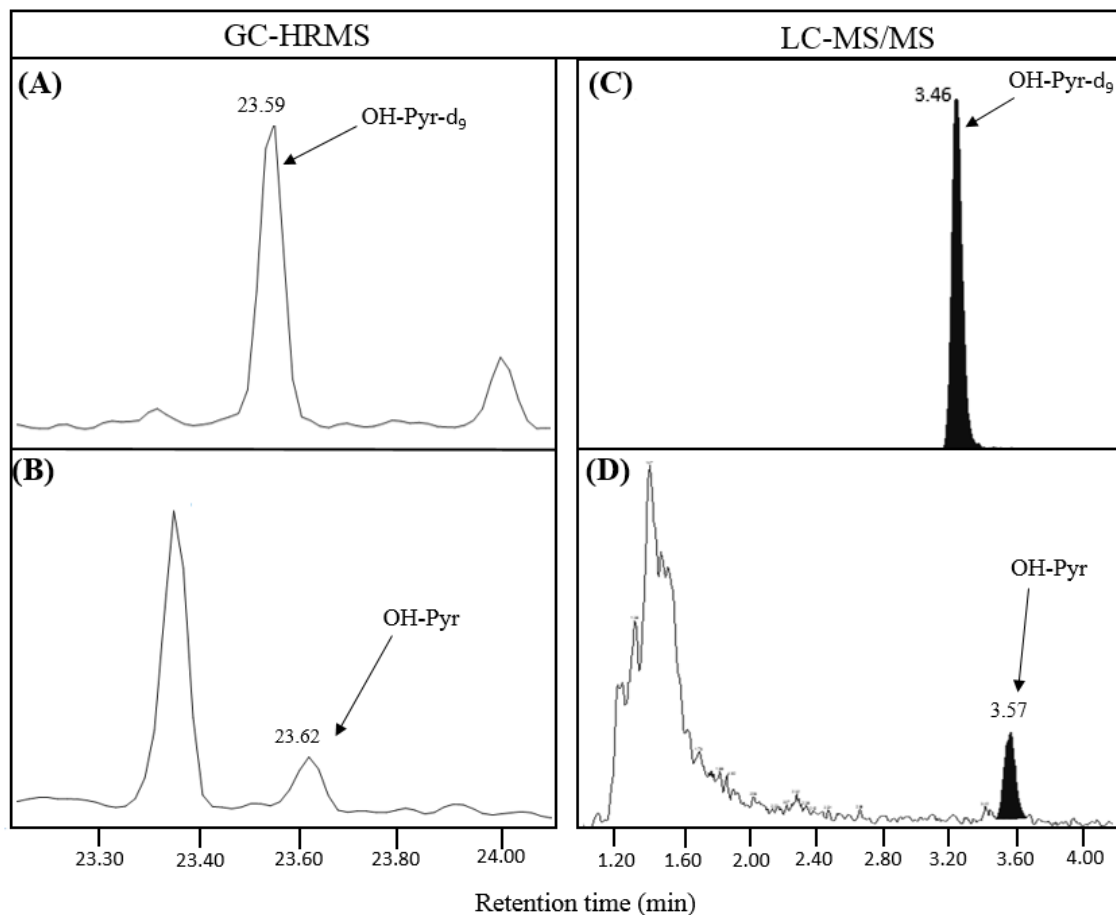 GC-HRMS
LC-MS/MS
(A)
23.59
OH-Pyr-d₉
(C)
3.46
OH-Pyr-d₉
(B)
OH-Pyr
23.62
(D)
OH-Pyr
3.57
23.30 23.40 23.60 23.80 24.00
1.20 1.60 2.00 2.40 2.80 3.20 3.60 4.00
Retention time (min)